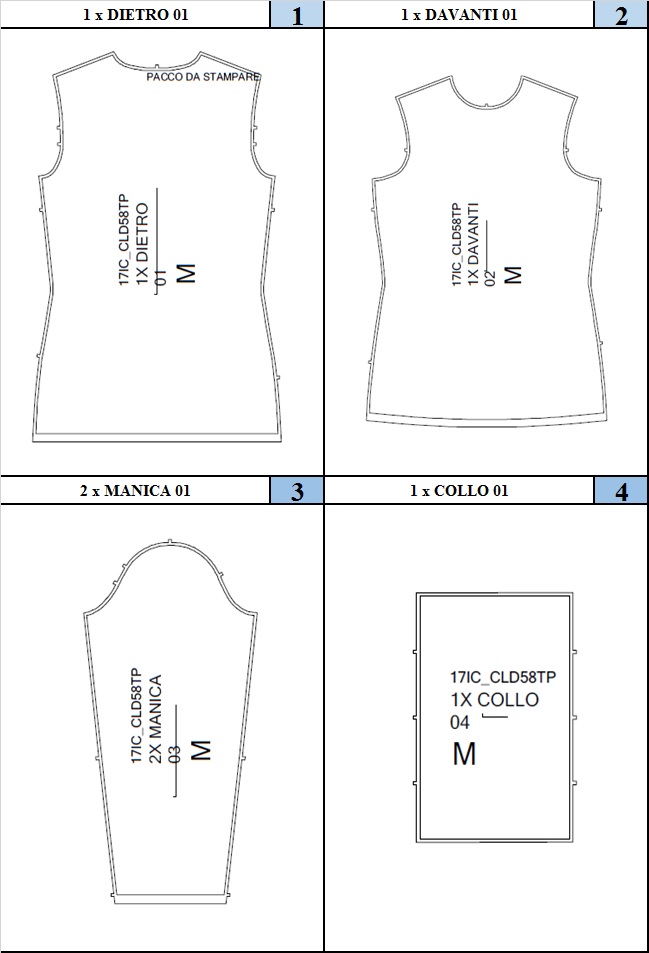 1 x DIETRO 01
1
1 x DAVANTI 01
2
PACCO DA STAMPARE
17IC_CLD58TP
1X DIETRO
01
M
17IC_CLD58TP
1X DAVANTI
02
M
2 x MANICA 01
3
1 x COLLO 01
4
17IC_CLD58TP
2X MANICA
03
M
17IC_CLD58TP
1X COLLO
04
M